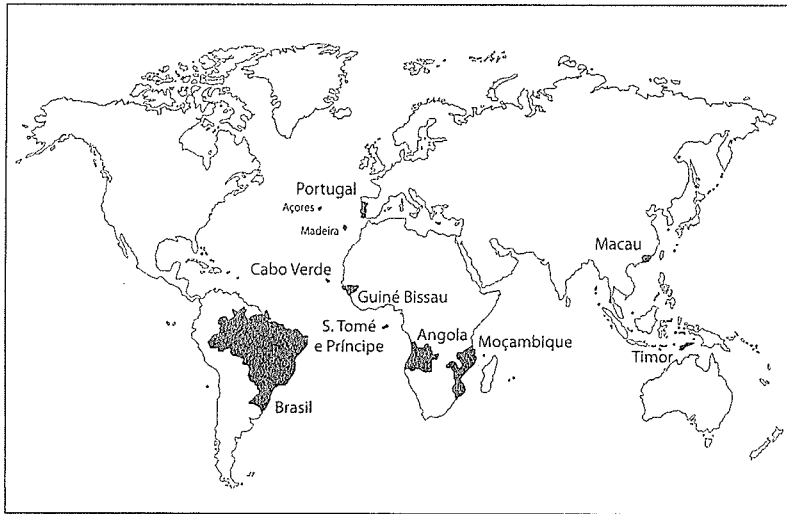 Portugal
Açores
Madeira
Macau
Cabo Verde
Guiné Bissau
S. Tomé
e Príncipe
Angola
Moçambique
Timor
Brasil